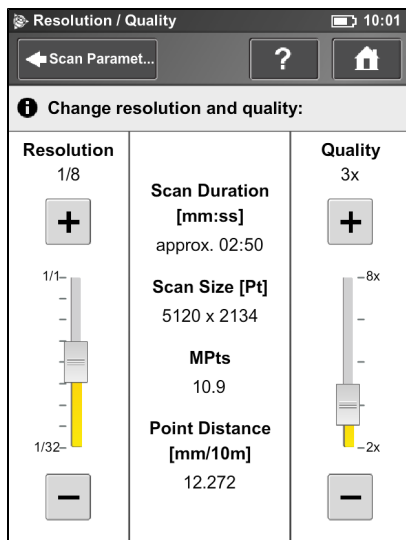 Resolution / Quality 10:01
Scan Paramet...
?
i Change resolution and quality:
Resolution
1/8
+
1/1
1/32
−
Scan Duration
[mm:ss]
approx. 02:50
Scan Size [Pt]
5120 x 2134
MPts
10.9
Point Distance
[mm/10m]
12.272
Quality
3x
+
8x
2x
−